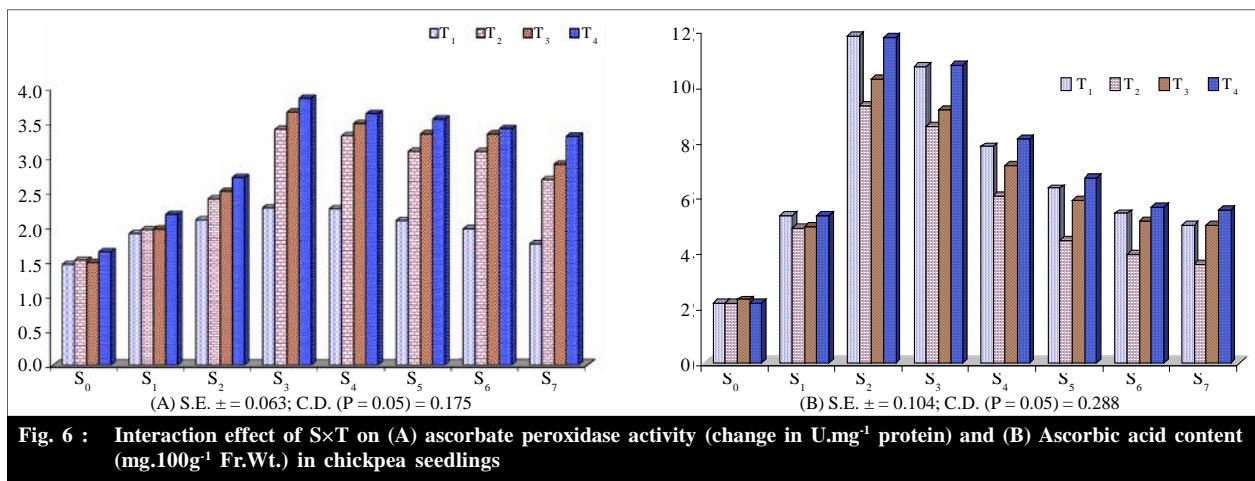 T₁ T₂ T₃ T₄
4.0
3.5
3.0
2.5
2.0
1.5
1.0
0.5
0.0
S₀ S₁ S₂ S₃ S₄ S₅ S₆ S₇
(A) S.E. ± = 0.063; C.D. (P = 0.05) = 0.175
12
T₁ T₂ T₃ T₄
10
8
6
4
2
0
S₀ S₁ S₂ S₃ S₄ S₅ S₆ S₇
(B) S.E. ± = 0.104; C.D. (P = 0.05) = 0.288
Fig. 6 : Interaction effect of S×T on (A) ascorbate peroxidase activity (change in U.mg⁻¹ protein) and (B) Ascorbic acid content
(mg.100g⁻¹ Fr.Wt.) in chickpea seedlings